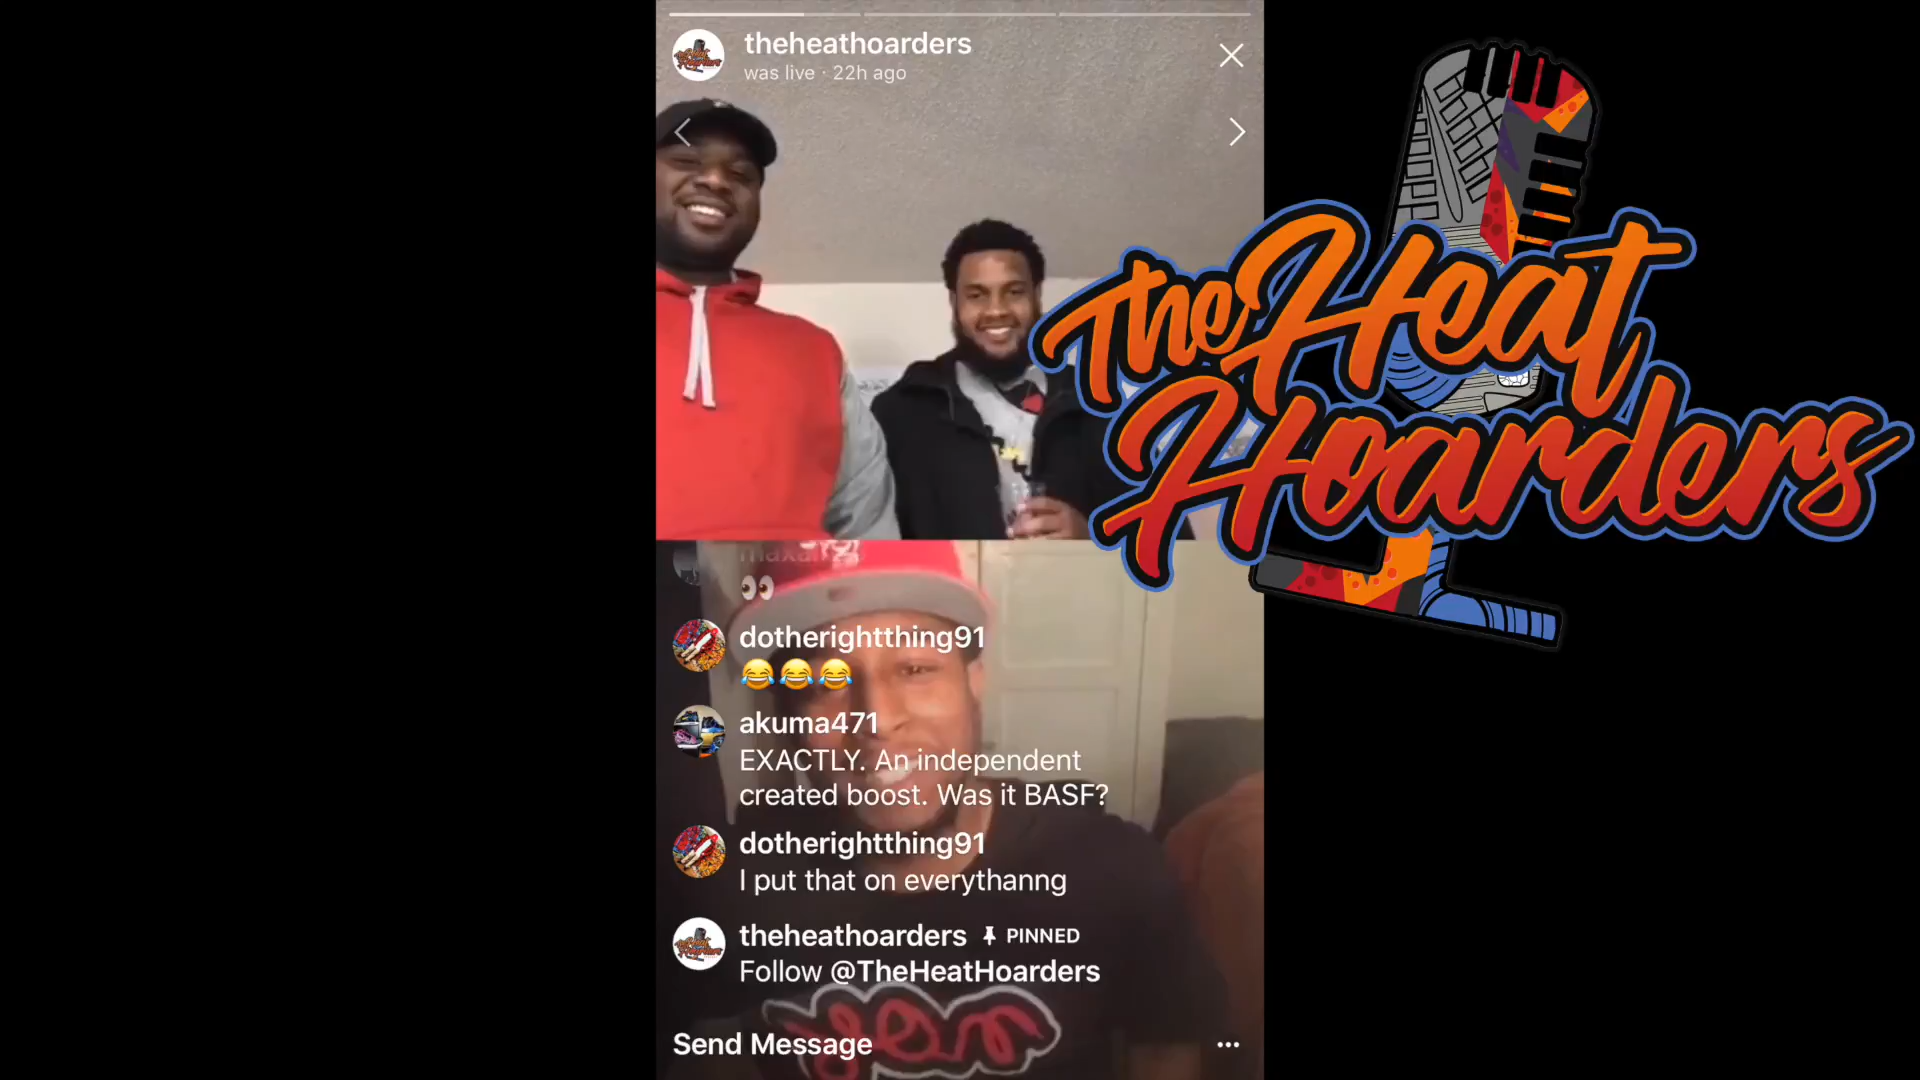 theheathoarders
was live · 22h ago
The Heat
Hoarders
👀
dotherightthing91
😂😂😂
akuma471
EXACTLY. An independent
created boost. Was it BASF?
dotherightthing91
I put that on everythanng
theheathoarders PINNED
Follow @TheHeatHoarders
Send Message